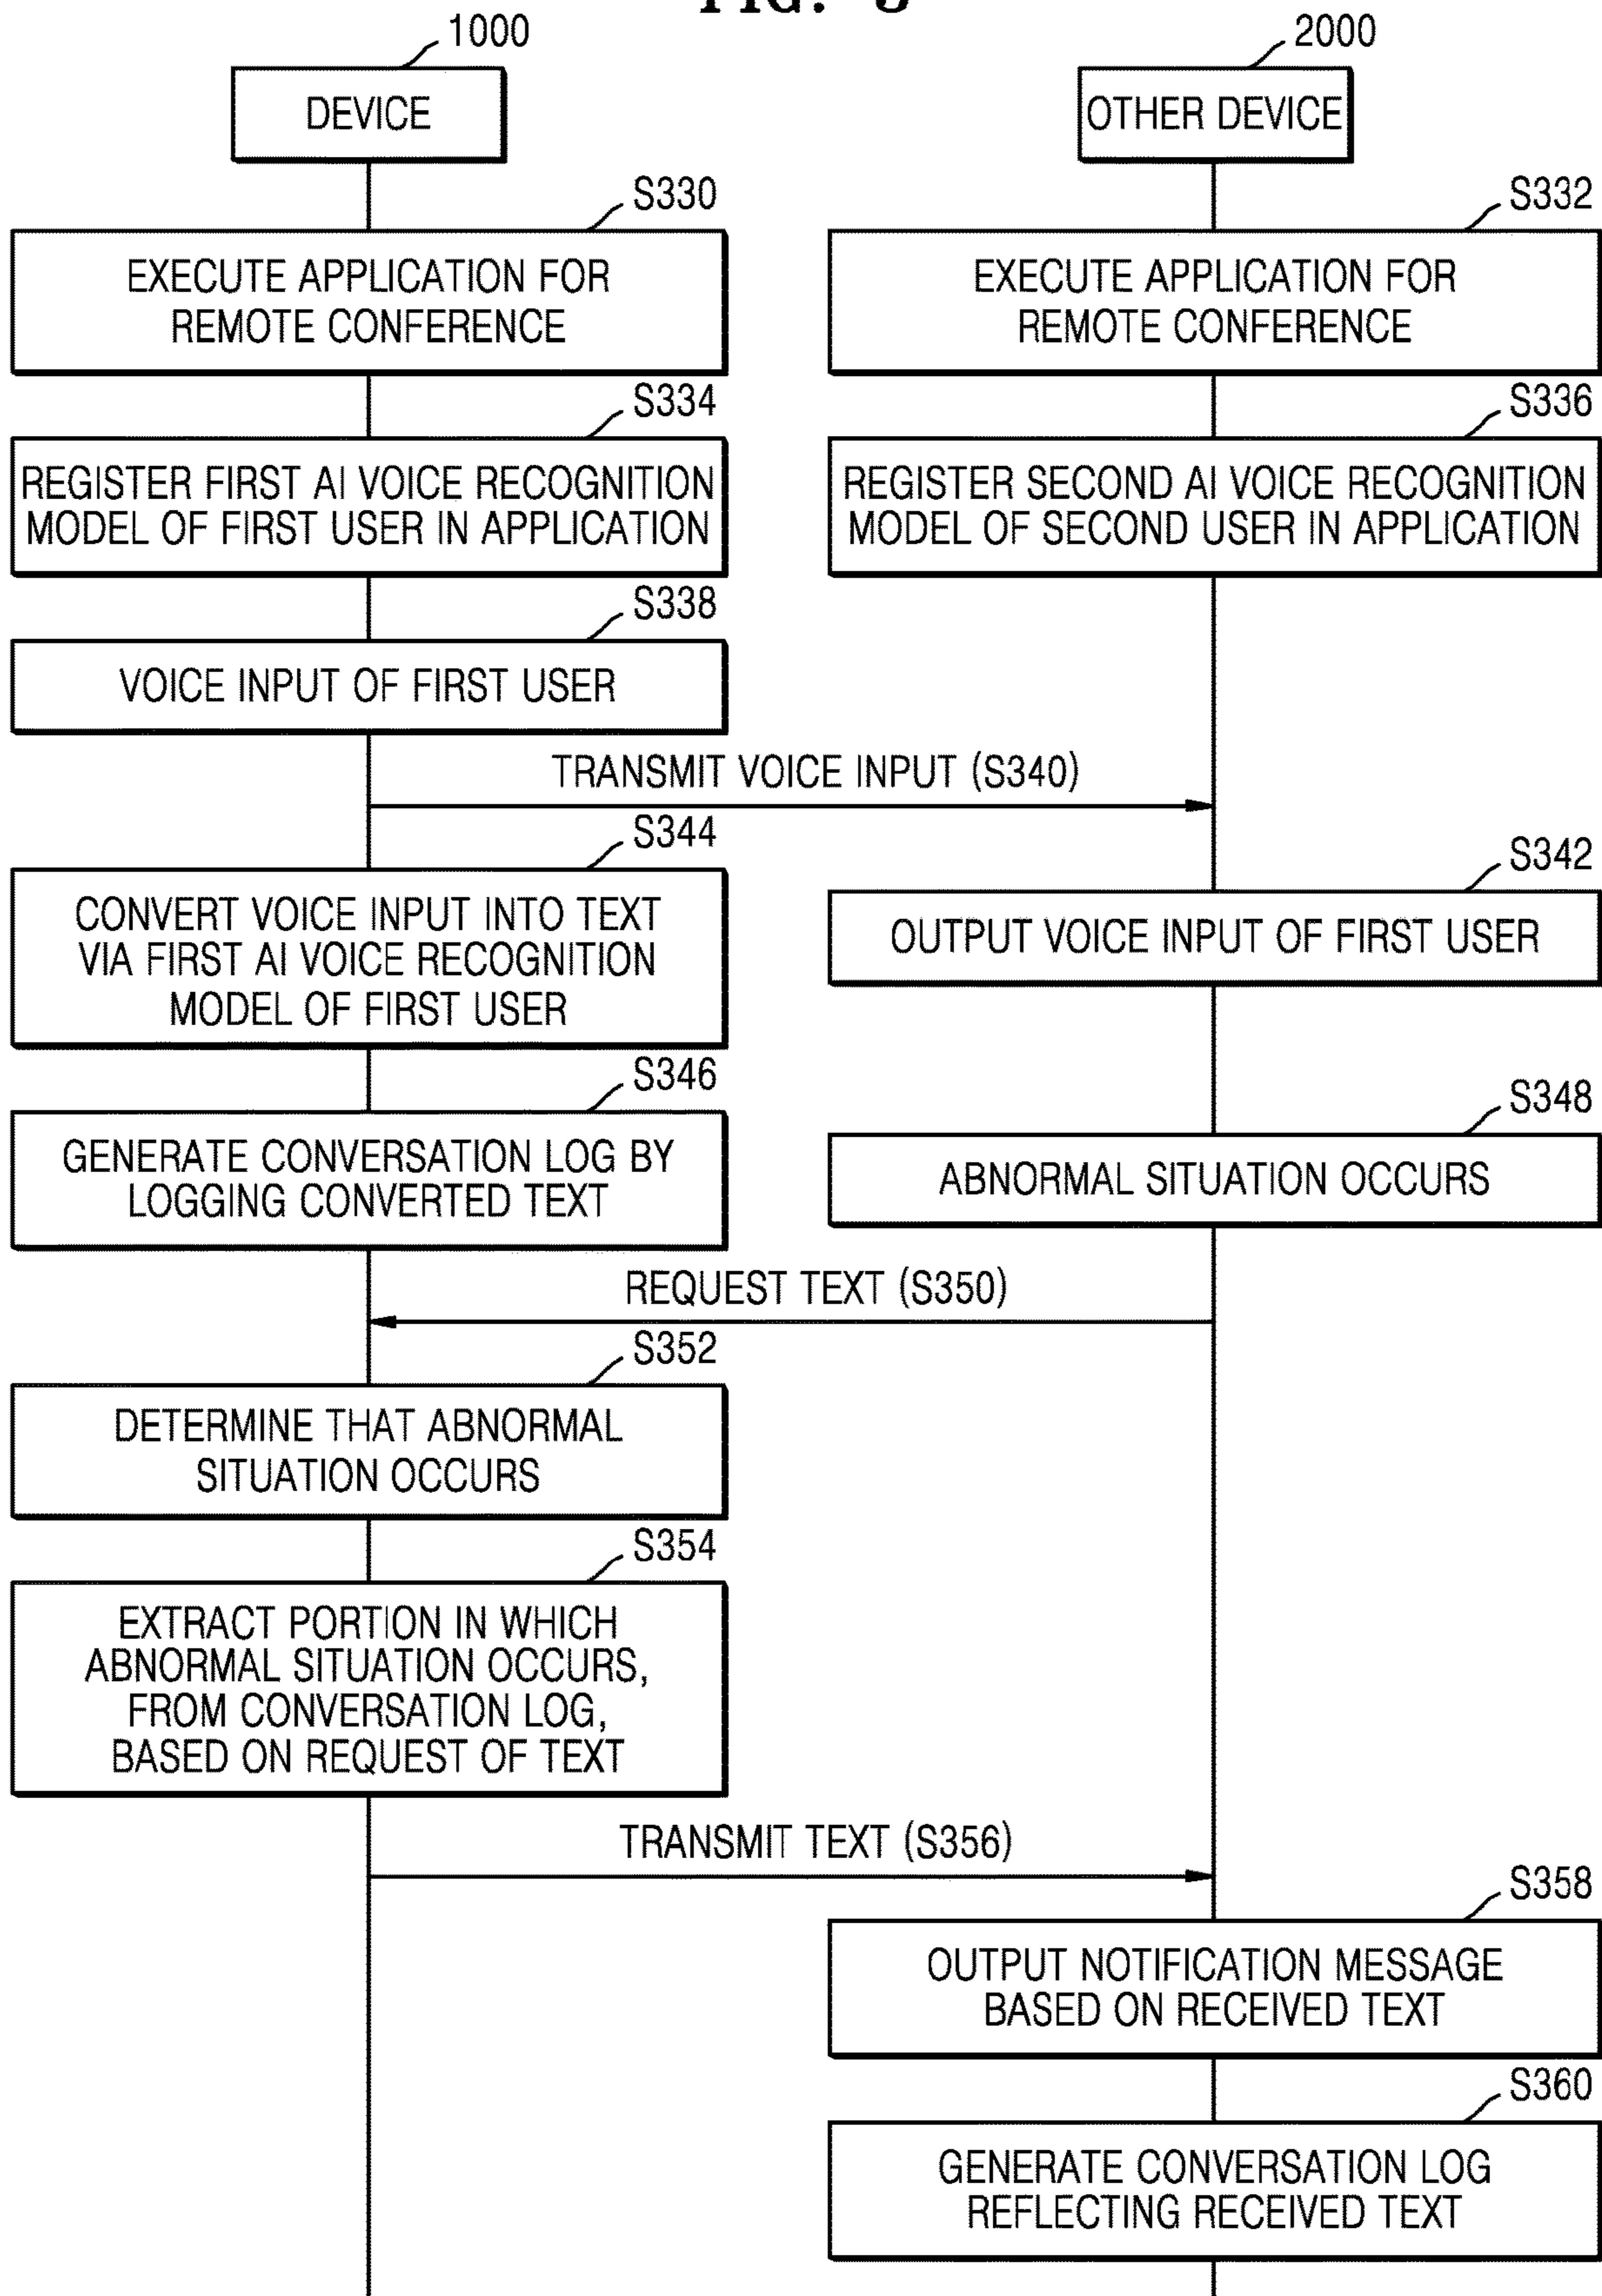 1000
2000
DEVICE
OTHER DEVICE
S330
S332
EXECUTE APPLICATION FOR
REMOTE CONFERENCE
EXECUTE APPLICATION FOR
REMOTE CONFERENCE
S334
S336
REGISTER FIRST AI VOICE RECOGNITION
MODEL OF FIRST USER IN APPLICATION
REGISTER SECOND AI VOICE RECOGNITION
MODEL OF SECOND USER IN APPLICATION
S338
VOICE INPUT OF FIRST USER
TRANSMIT VOICE INPUT (S340)
S344
S342
CONVERT VOICE INPUT INTO TEXT
VIA FIRST AI VOICE RECOGNITION
MODEL OF FIRST USER
OUTPUT VOICE INPUT OF FIRST USER
S346
S348
GENERATE CONVERSATION LOG BY
LOGGING CONVERTED TEXT
ABNORMAL SITUATION OCCURS
REQUEST TEXT (S350)
S352
DETERMINE THAT ABNORMAL
SITUATION OCCURS
S354
EXTRACT PORTION IN WHICH
ABNORMAL SITUATION OCCURS,
FROM CONVERSATION LOG,
BASED ON REQUEST OF TEXT
TRANSMIT TEXT (S356)
S358
OUTPUT NOTIFICATION MESSAGE
BASED ON RECEIVED TEXT
S360
GENERATE CONVERSATION LOG
REFLECTING RECEIVED TEXT